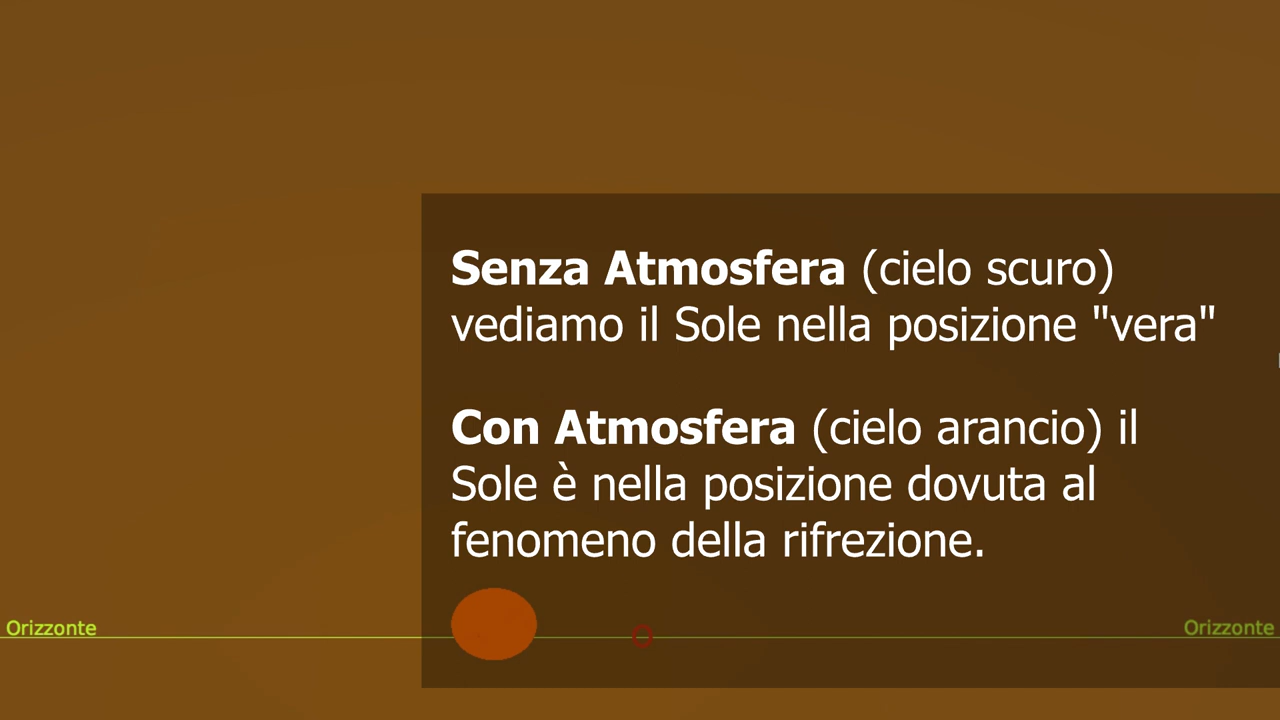 Senza Atmosfera (cielo scuro)
vediamo il Sole nella posizione "vera"
Con Atmosfera (cielo arancio) il
Sole è nella posizione dovuta al
fenomeno della rifrezione.
Orizzonte
Orizzonte